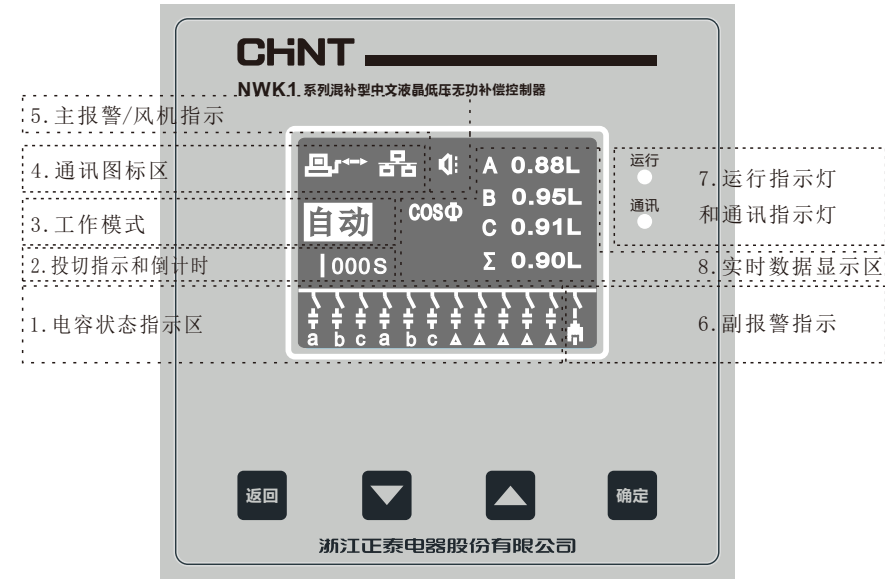 CHINT
NWK1 系列混补型中文液晶低压无功补偿控制器
5.主报警/风机指示
4.通讯图标区
3.工作模式
2.投切指示和倒计时
1.电容状态指示区
自动
000S
COSΦ
A 0.88L
B 0.95L
C 0.91L
Σ 0.90L
a b c a b c
运行
通讯
7.运行指示灯
和通讯指示灯
8.实时数据显示区
6.副报警指示
返回
确定
浙江正泰电器股份有限公司